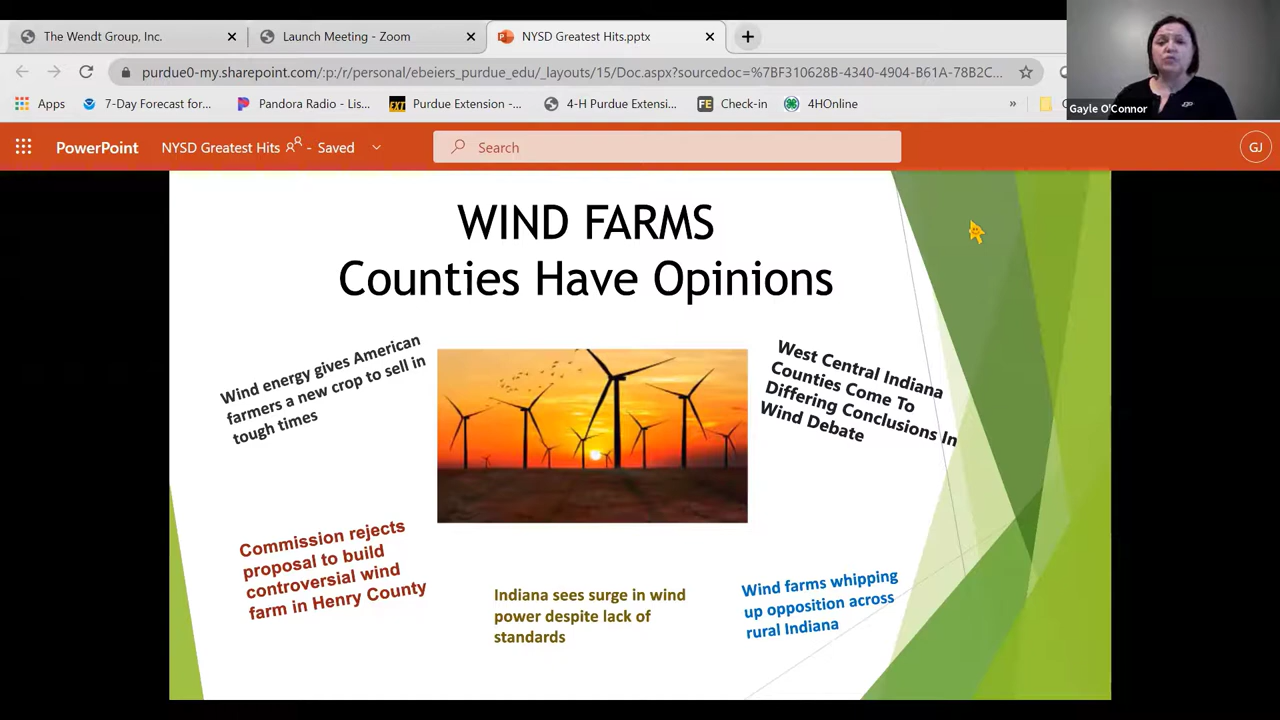 The Wendt Group, Inc.
Launch Meeting - Zoom
NYSD Greatest Hits.pptx
purdue0-my.sharepoint.com/:p:/r/personal/ebeiers_purdue_edu/_layouts/15/Doc.aspx?sourcedoc=%7BF310628B-4340-4904-B61A-78B2C...
Apps
7-Day Forecast for...
Pandora Radio - Lis...
EXT
Purdue Extension -...
4-H Purdue Extensi...
FE
Check-in
4HOnline
»
Gayle O'Connor
PowerPoint
NYSD Greatest Hits - Saved
Search
GJ
WIND FARMS
Counties Have Opinions
Wind energy gives American
farmers a new crop to sell in
tough times
West Central Indiana
Counties Come To
Differing Conclusions In
Wind Debate
Commission rejects
proposal to build
controversial wind
farm in Henry County
Indiana sees surge in wind
power despite lack of
standards
Wind farms whipping
up opposition across
rural Indiana